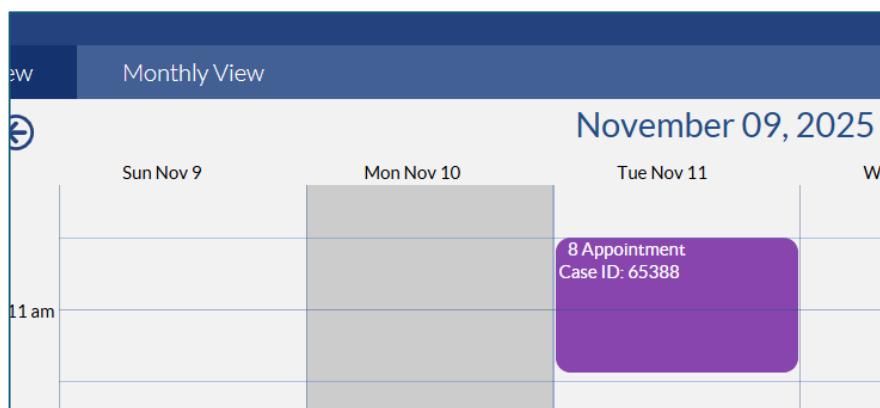 ew Monthly View
November 09, 2025
Sun Nov 9 Mon Nov 10 Tue Nov 11 W
8 Appointment
Case ID: 65388
11 am